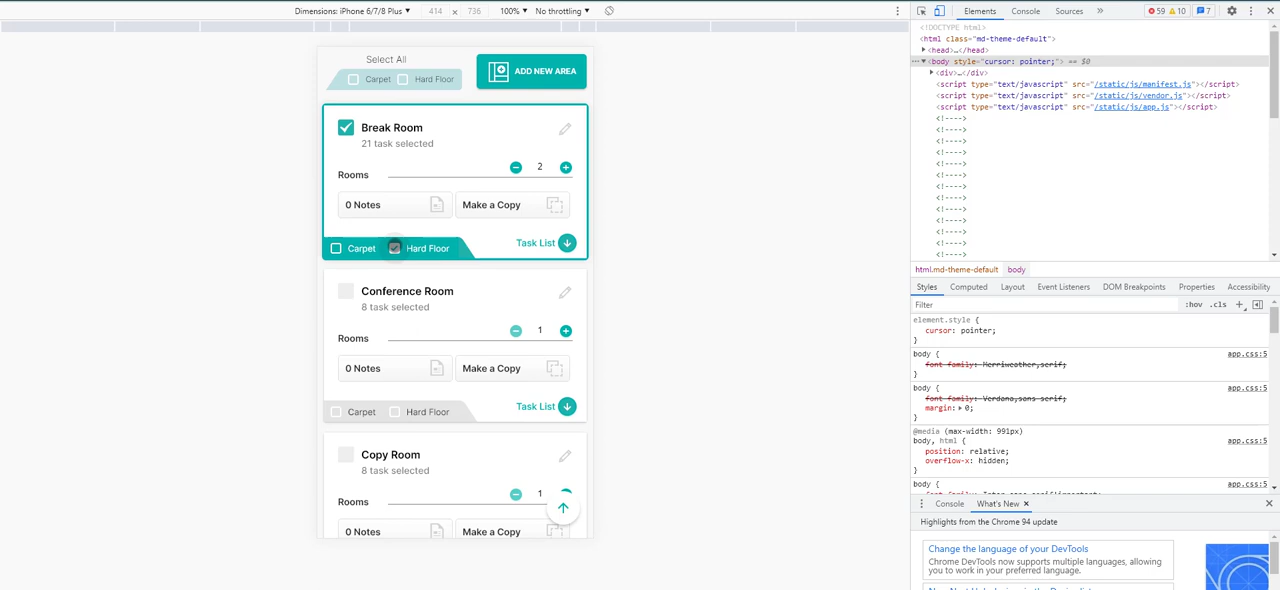 Dimensions: iPhone 6/7/8 Plus ▼ 414 x 736 100% ▼ No throttling ▼
Select All
Carpet Hard Floor
ADD NEW AREA
Break Room
21 task selected
Rooms 2
0 Notes Make a Copy
Carpet Hard Floor Task List
Conference Room
8 task selected
Rooms 1
0 Notes Make a Copy
Carpet Hard Floor Task List
Copy Room
8 task selected
Rooms 1
0 Notes Make a Copy
Elements Console Sources » 59 10 7
<!DOCTYPE html>
<html class="md-theme-default">
<head>…</head>
<body style="cursor: pointer;"> == $0
<div>…</div>
<script type="text/javascript" src="/static/js/manifest.js"></script>
<script type="text/javascript" src="/static/js/vendor.js"></script>
<script type="text/javascript" src="/static/js/app.js"></script>
<!---->
<!---->
<!---->
<!---->
<!---->
<!---->
<!---->
<!---->
<!---->
<!---->
<!---->
<!---->
<!---->
html.md-theme-default body
Styles Computed Layout Event Listeners DOM Breakpoints Properties Accessibility
Filter :hov .cls +
element.style {
cursor: pointer;
}
body { app.css:5
font-family: Merriweather,serif;
}
body { app.css:5
font-family: Verdana,sans-serif;
margin: 0;
}
@media (max-width: 991px)
body, html { app.css:5
position: relative;
overflow-x: hidden;
}
body { app.css:5
Console What's New ×
Highlights from the Chrome 94 update
Change the language of your DevTools
Chrome DevTools now supports multiple languages, allowing
you to work in your preferred language.